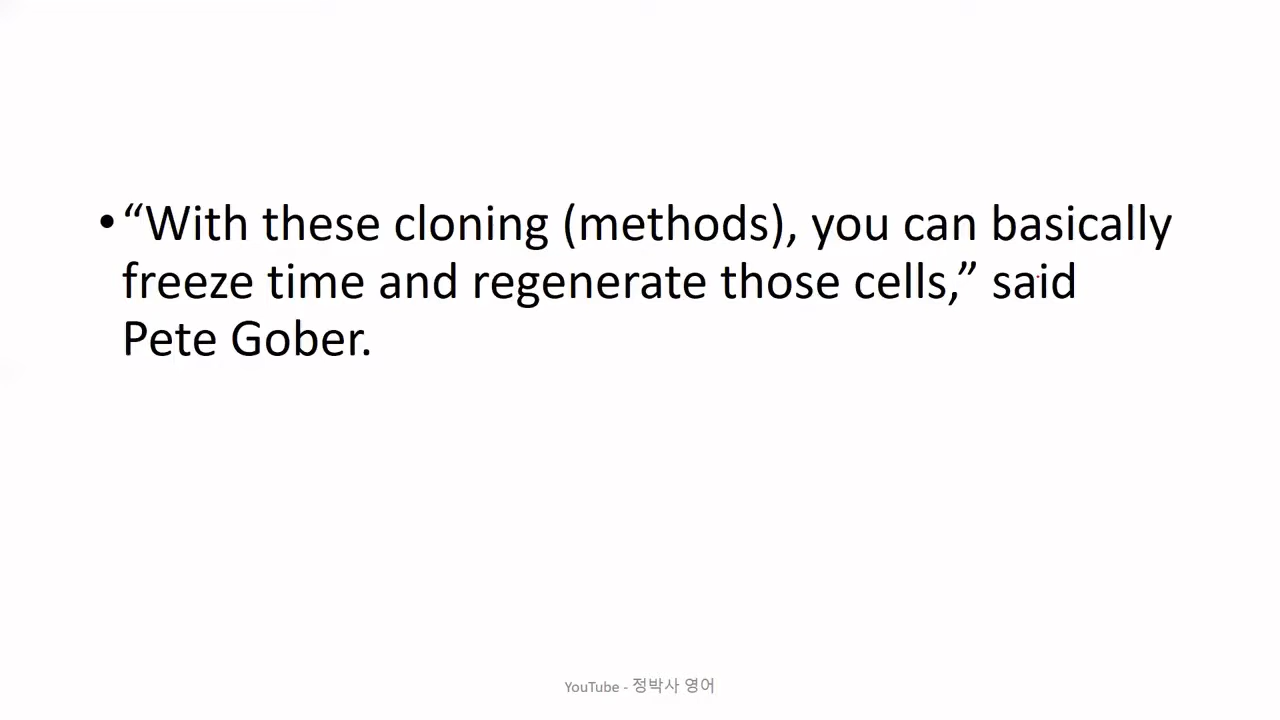 • “With these cloning (methods), you can basically
freeze time and regenerate those cells,” said
Pete Gober.
YouTube - 정박사 영어